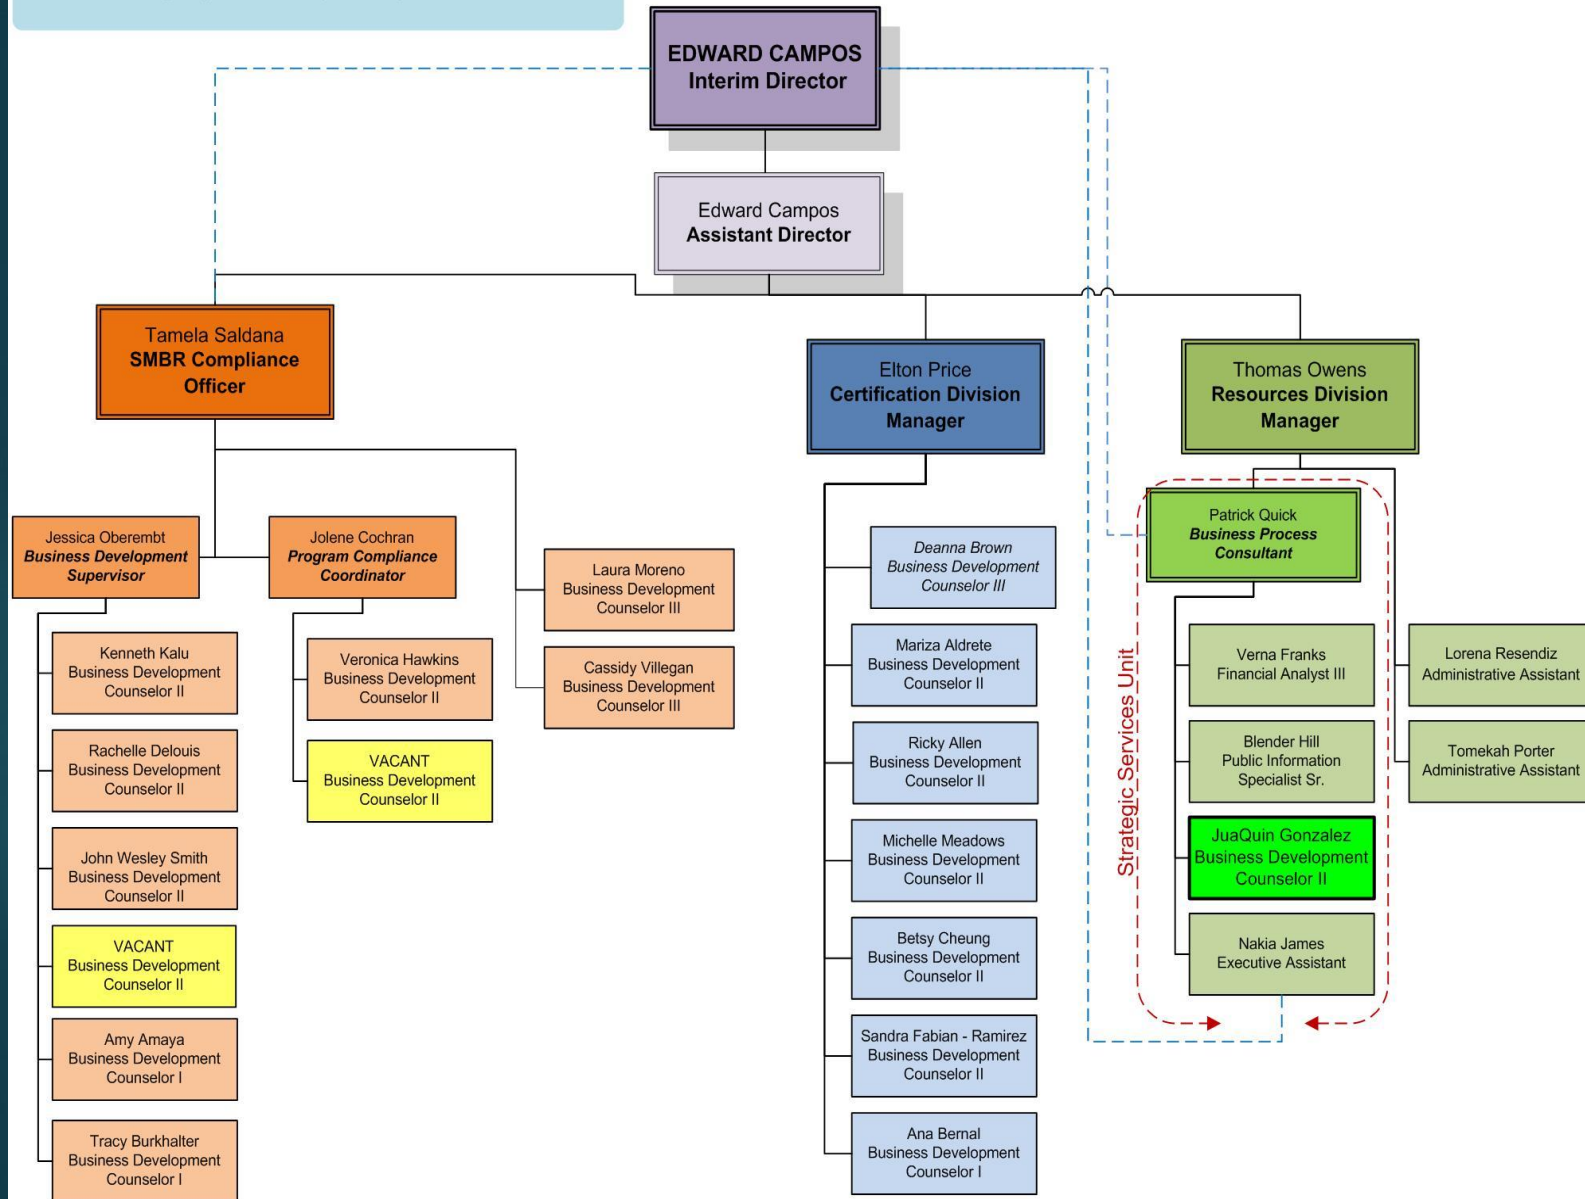 EDWARD CAMPOS
Interim Director
Edward Campos
Assistant Director
Tamela Saldana
SMBR Compliance
Officer
Elton Price
Certification Division
Manager
Thomas Owens
Resources Division
Manager
Jessica Oberembt
Business Development
Supervisor
Jolene Cochran
Program Compliance
Coordinator
Laura Moreno
Business Development
Counselor III
Cassidy Villegan
Business Development
Counselor III
Kenneth Kalu
Business Development
Counselor II
Rachelle Delouis
Business Development
Counselor II
John Wesley Smith
Business Development
Counselor II
VACANT
Business Development
Counselor II
Amy Amaya
Business Development
Counselor I
Tracy Burkhalter
Business Development
Counselor I
Veronica Hawkins
Business Development
Counselor II
VACANT
Business Development
Counselor II
Deanna Brown
Business Development
Counselor III
Mariza Aldrete
Business Development
Counselor II
Ricky Allen
Business Development
Counselor II
Michelle Meadows
Business Development
Counselor II
Betsy Cheung
Business Development
Counselor II
Sandra Fabian - Ramirez
Business Development
Counselor II
Ana Bernal
Business Development
Counselor I
Strategic Services Unit
Patrick Quick
Business Process
Consultant
Verna Franks
Financial Analyst III
Blender Hill
Public Information
Specialist Sr.
JuaQuin Gonzalez
Business Development
Counselor II
Nakia James
Executive Assistant
Lorena Resendiz
Administrative Assistant
Tomekah Porter
Administrative Assistant